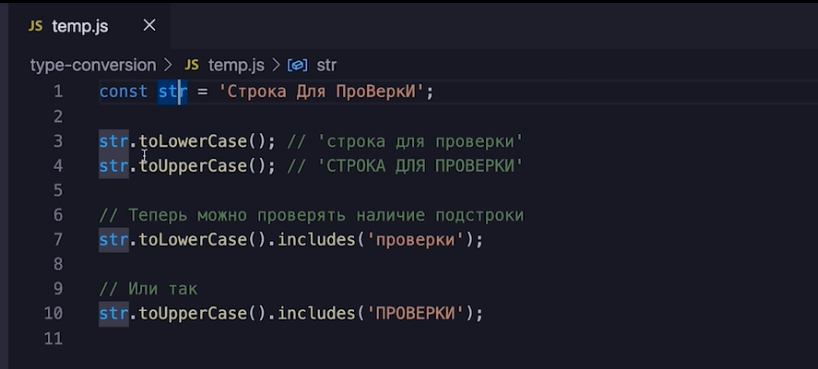 JS temp.js ×
type-conversion > JS temp.js > str
1 const str = 'Строка Для ПроВеркИ';
2
3 str.toLowerCase(); // 'строка для проверки'
4 str.toUpperCase(); // 'СТРОКА ДЛЯ ПРОВЕРКИ'
5
6 // Теперь можно проверять наличие подстроки
7 str.toLowerCase().includes('проверки');
8
9 // Или так
10 str.toUpperCase().includes('ПРОВЕРКИ');
11